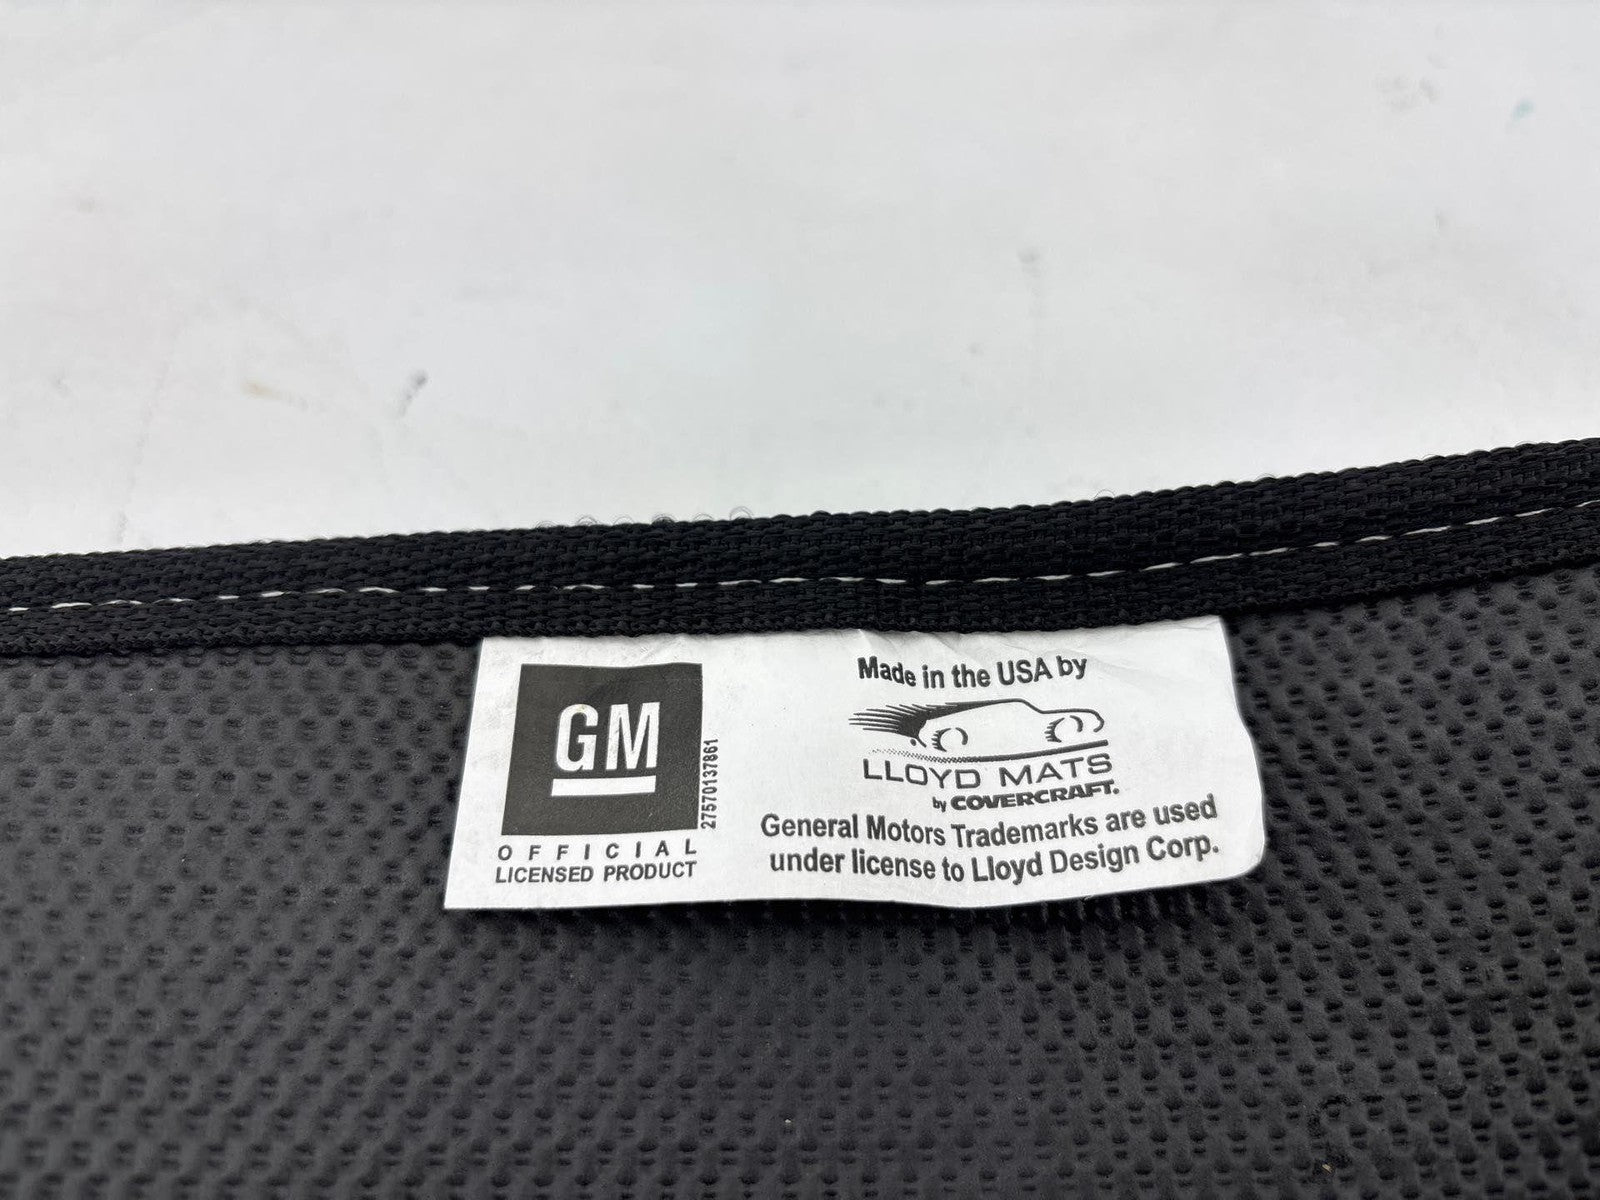 GM
27570137861
OFFICIAL
LICENSED PRODUCT
Made in the USA by
LLOYD MATS
by COVERCRAFT.
General Motors Trademarks are used
under license to Lloyd Design Corp.